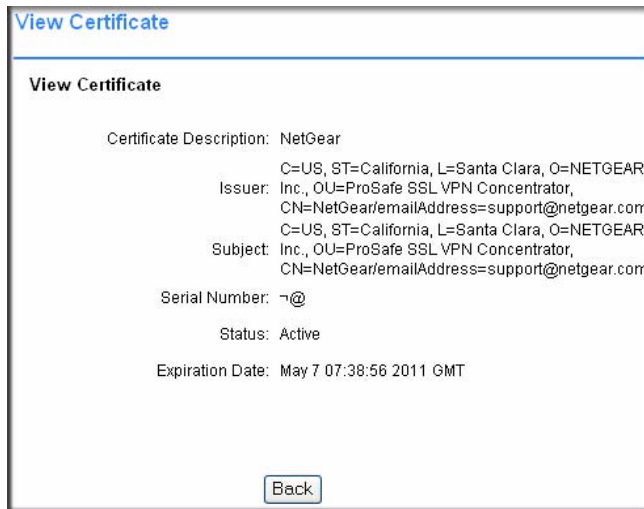 View Certificate
View Certificate
Certificate Description: NetGear
C=US, ST=California, L=Santa Clara, O=NETGEAR
Issuer: Inc., OU=ProSafe SSL VPN Concentrator,
CN=NetGear/emailAddress=support@netgear.com
C=US, ST=California, L=Santa Clara, O=NETGEAR
Subject: Inc., OU=ProSafe SSL VPN Concentrator,
CN=NetGear/emailAddress=support@netgear.com
Serial Number: ¬@
Status: Active
Expiration Date: May 7 07:38:56 2011 GMT
Back